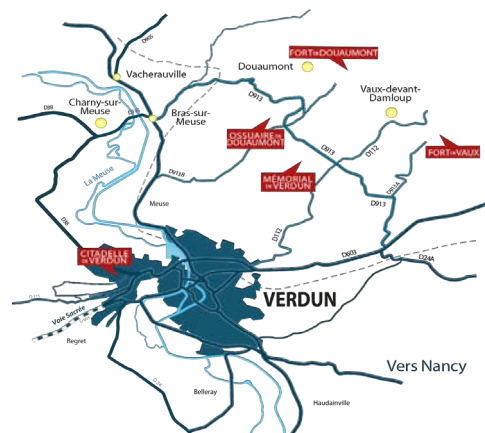 D905
FORT DE DOUAUMONT
Douaumont
Vacherauville
D38
Charny-sur-
Meuse
Bras-sur-
Meuse
D913
Vaux-devant-
Damloup
OSSUAIRE DE
DOUAUMONT
D913
D112
FORT DE VAUX
La Meuse
D913B
MÉMORIAL
DE VERDUN
D913A
D913
Meuse
D38
D112
CITADELLE
DE VERDUN
D603
D24A
VERDUN
Voie Sacrée
Regret
Vers Nancy
Belleray
Haudainville